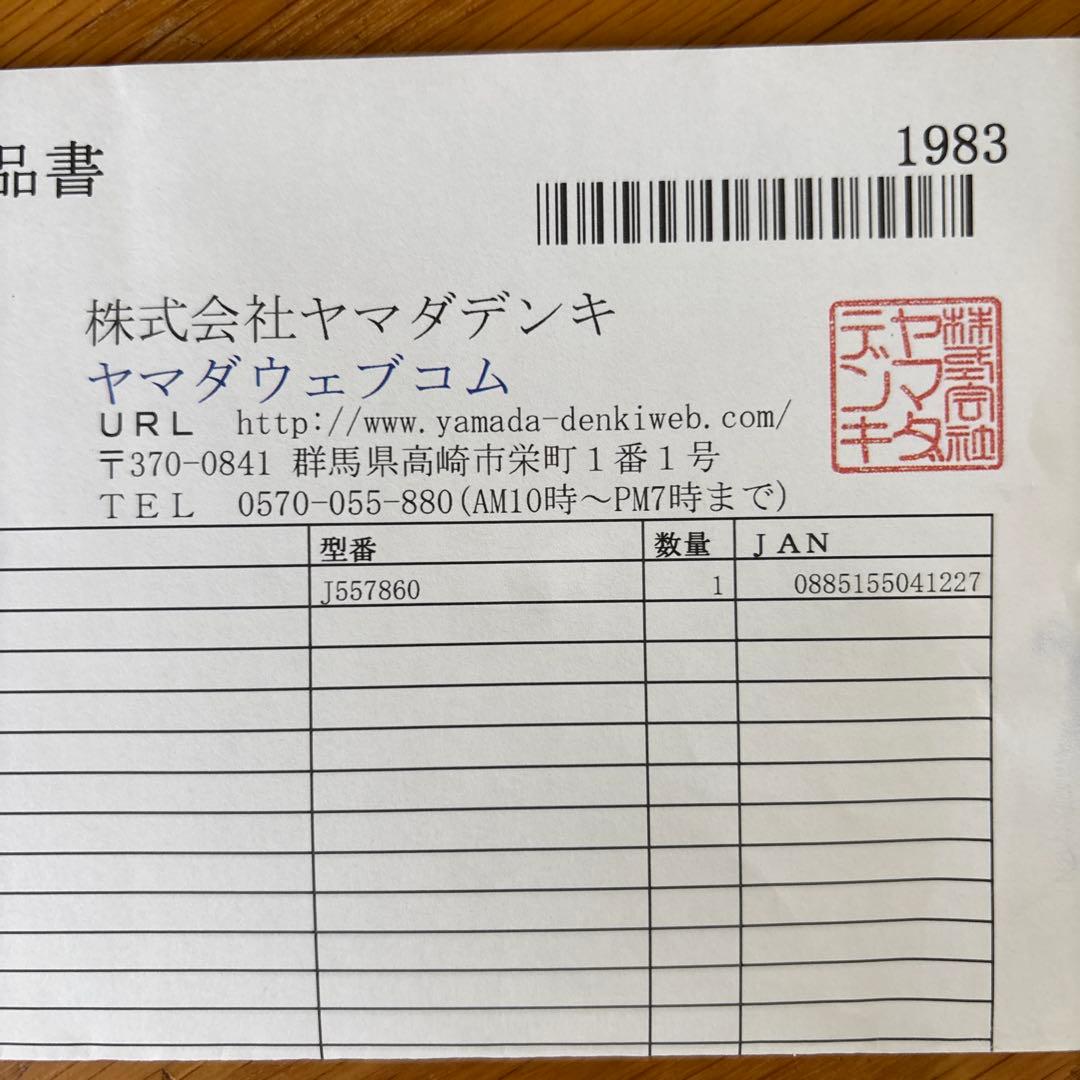 品書
1983
株式会社ヤマダデンキ
ヤマダウェブコム
URL http://www.yamada-denkiweb.com/
〒370-0841 群馬県高崎市栄町1番1号
TEL 0570-055-880(AM10時～PM7時まで)
株式会社
ヤマダ
デンキ
型番 数量 JAN
J557860 1 0885155041227